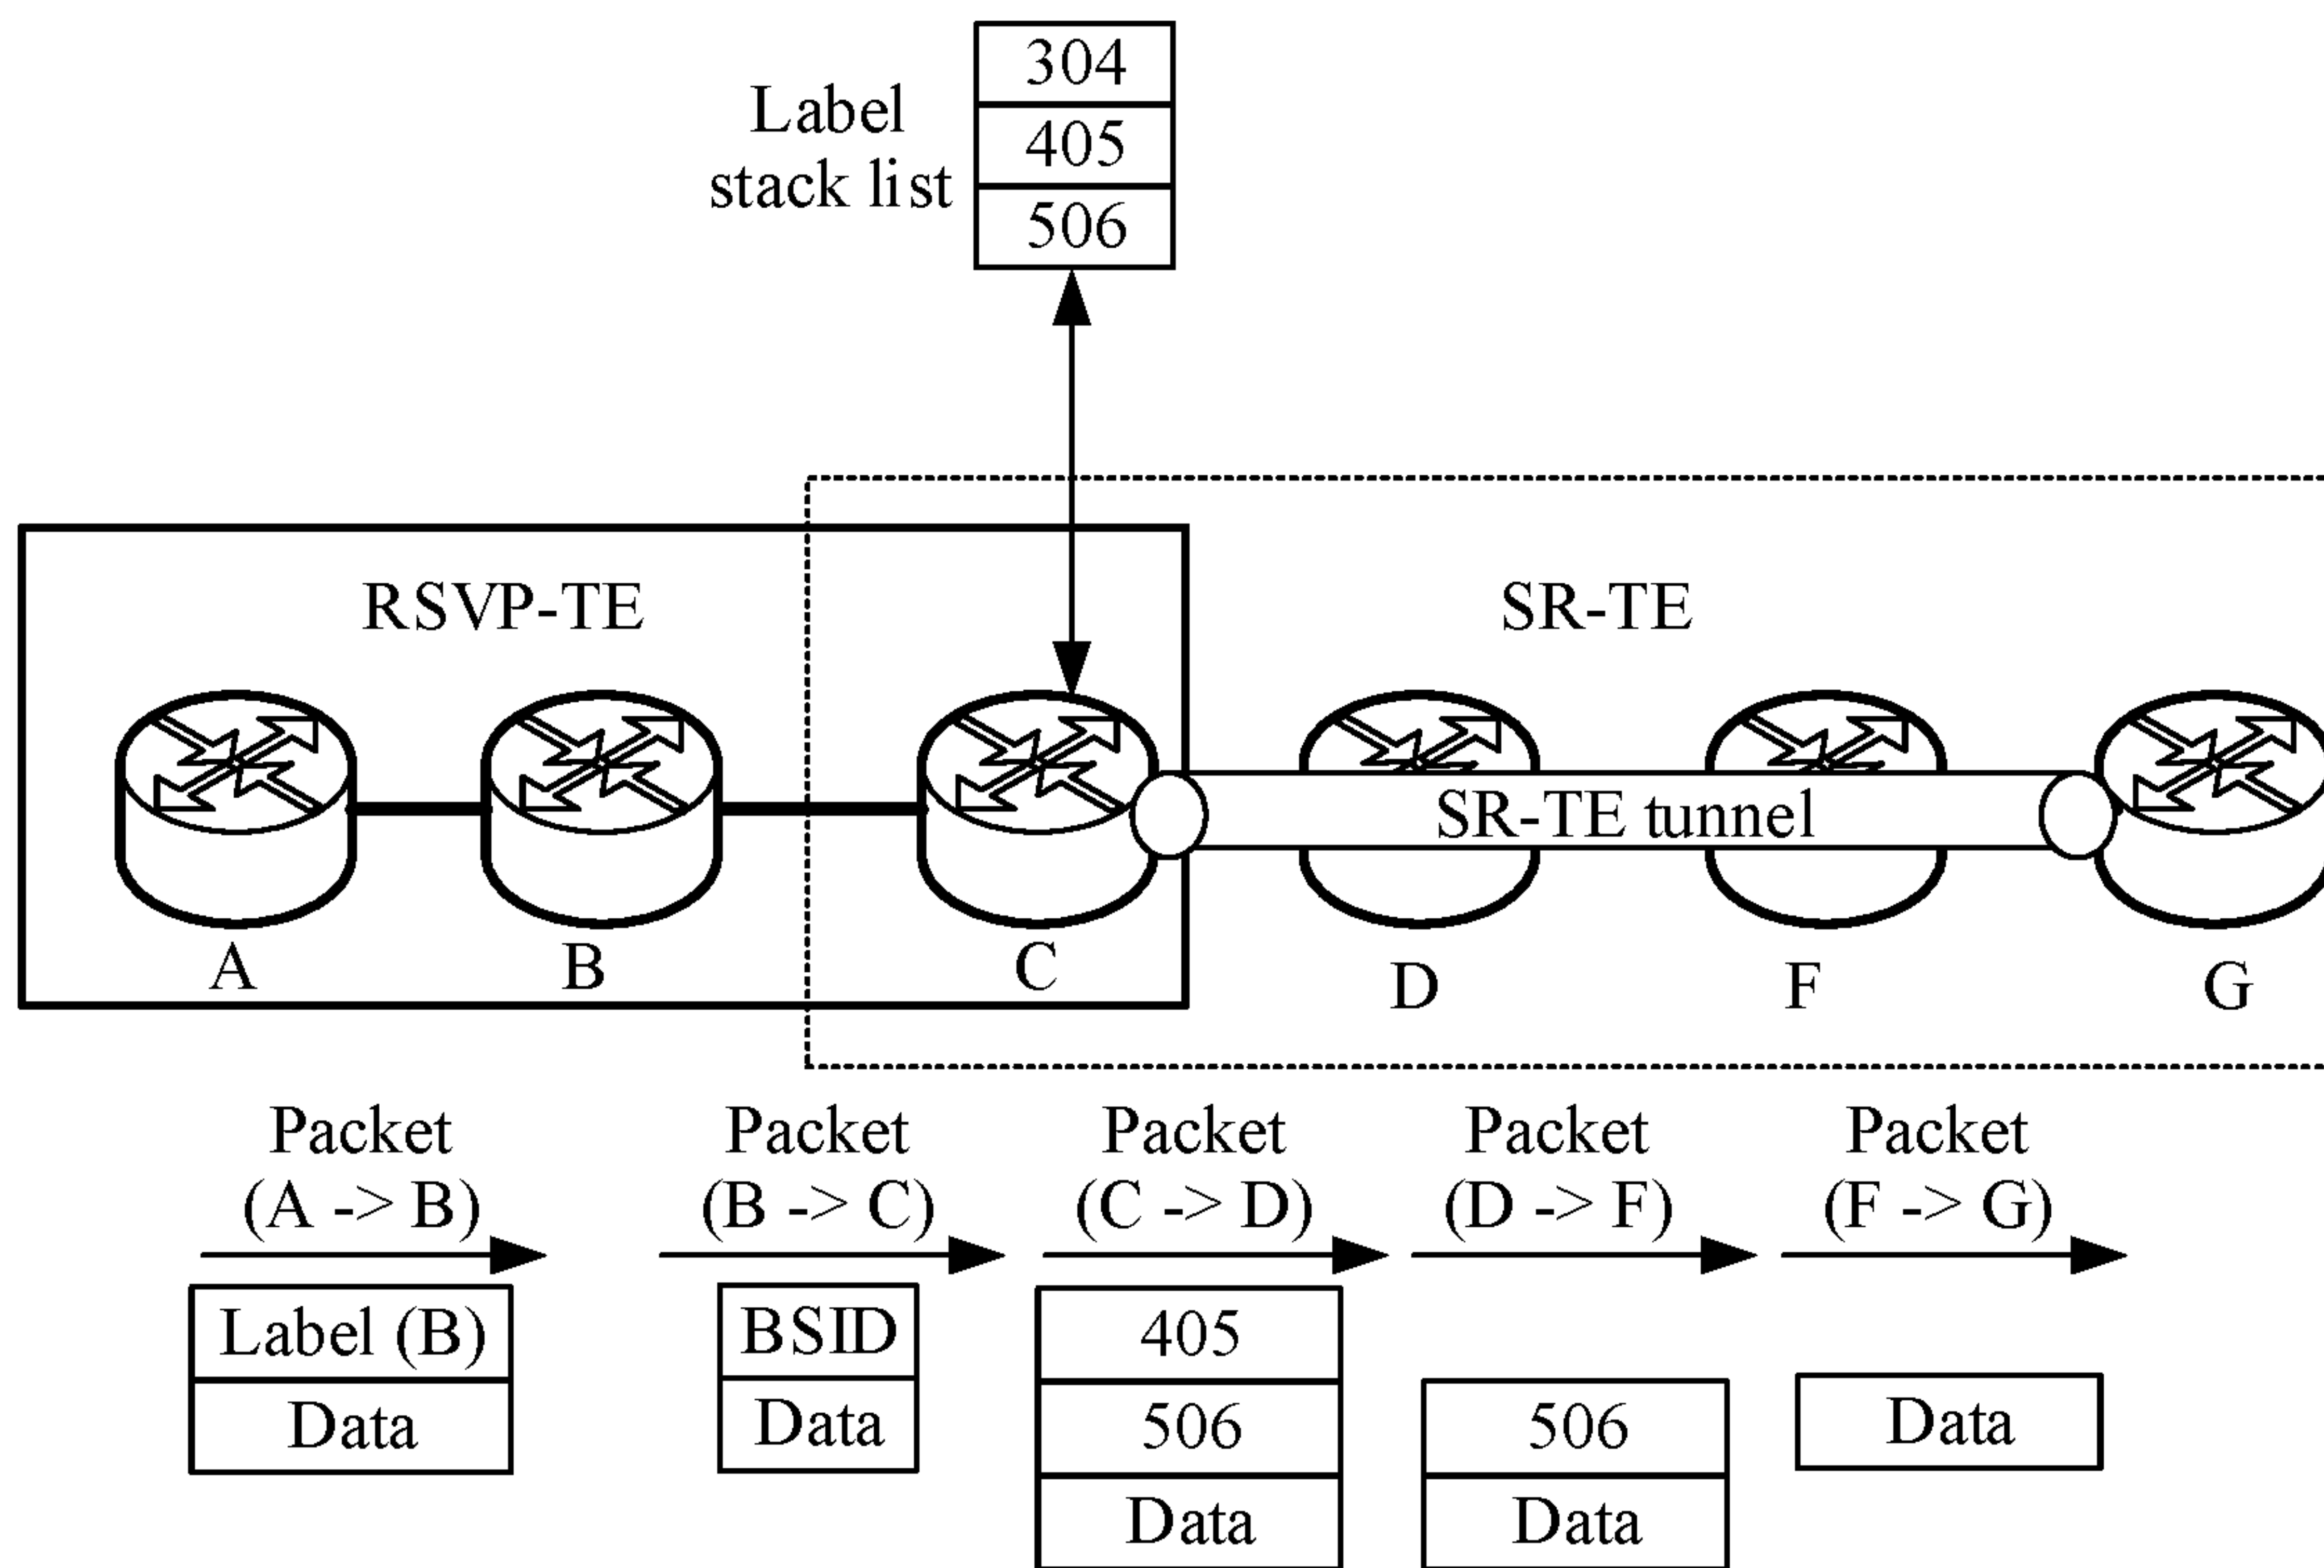 304
Label
stack list
405
506
RSVP-TE
SR-TE
SR-TE tunnel
A
B
C
D
F
G
Packet
(A -> B)
Packet
(B -> C)
Packet
(C -> D)
Packet
(D -> F)
Packet
(F -> G)
Label (B)
Data
BSID
Data
405
506
Data
506
Data
Data